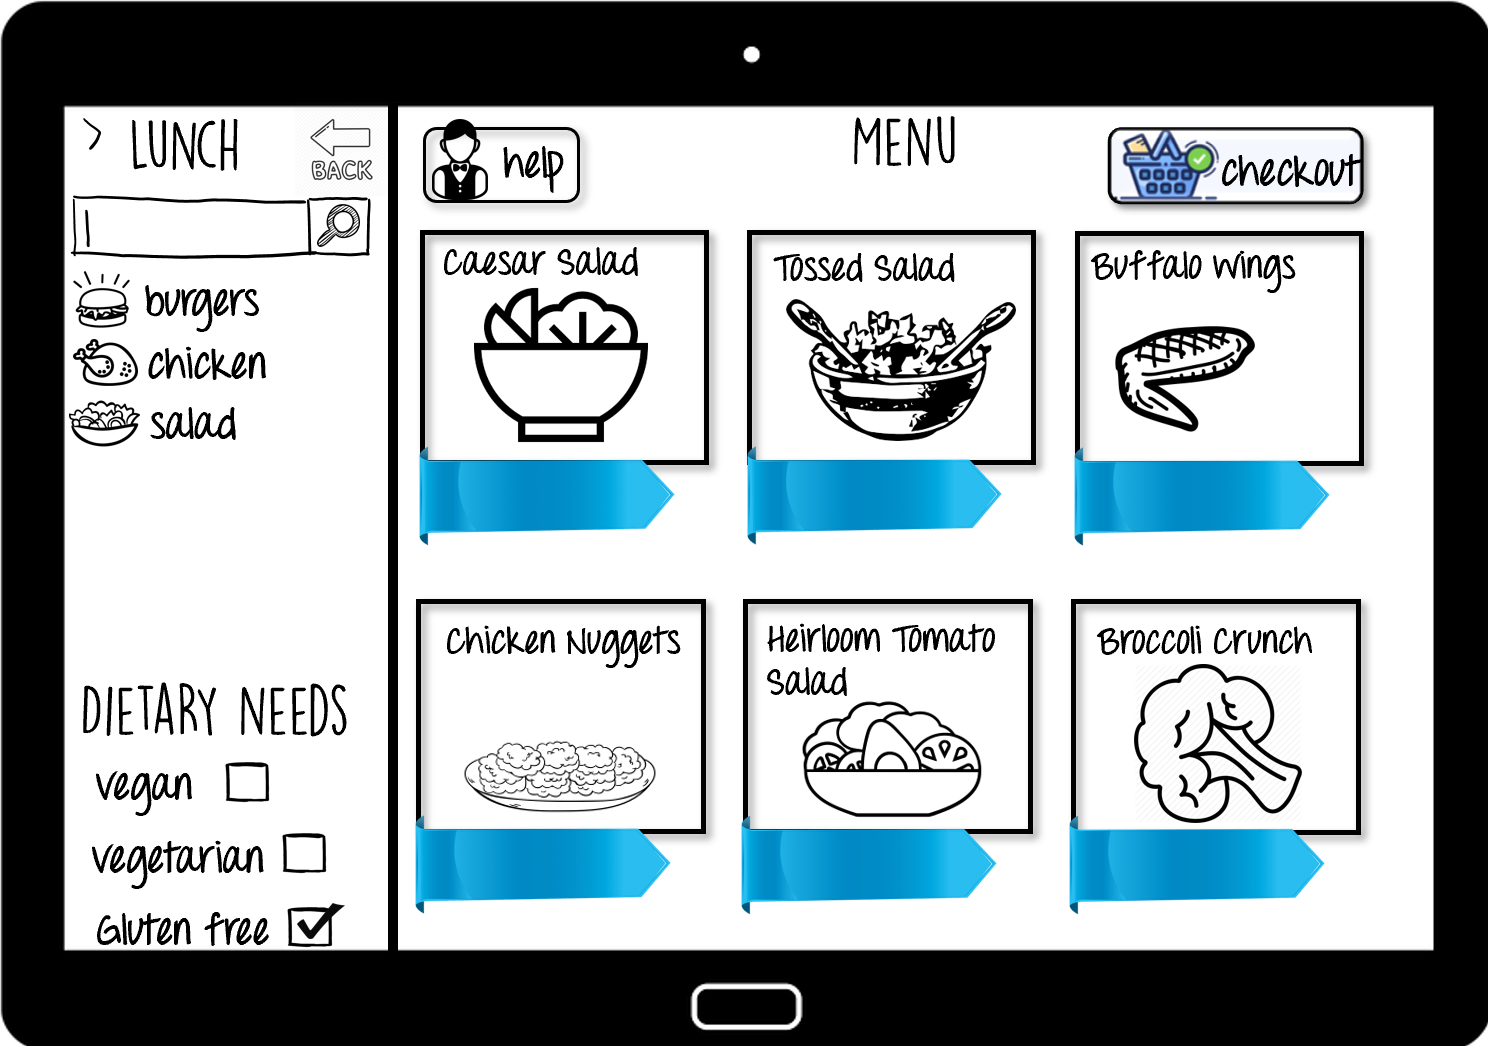 LUNCH
BACK
burgers
chicken
salad
DIETARY NEEDS
vegan
vegetarian
Gluten free
help
MENU
checkout
Caesar Salad
Tossed Salad
Buffalo Wings
Chicken Nuggets
Heirloom Tomato
Salad
Broccoli Crunch